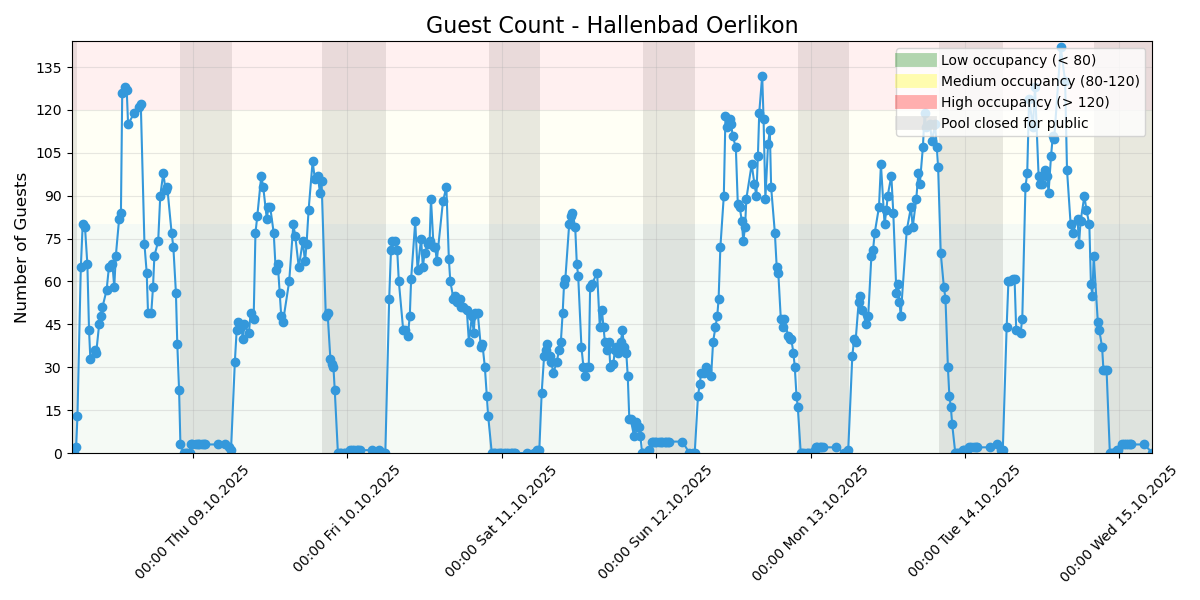 Guest Count - Hallenbad Oerlikon
Number of Guests
135
120
105
90
75
60
45
30
15
0
Low occupancy (< 80)
Medium occupancy (80-120)
High occupancy (> 120)
Pool closed for public
00:00 Thu 09.10.2025
00:00 Fri 10.10.2025
00:00 Sat 11.10.2025
00:00 Sun 12.10.2025
00:00 Mon 13.10.2025
00:00 Tue 14.10.2025
00:00 Wed 15.10.2025